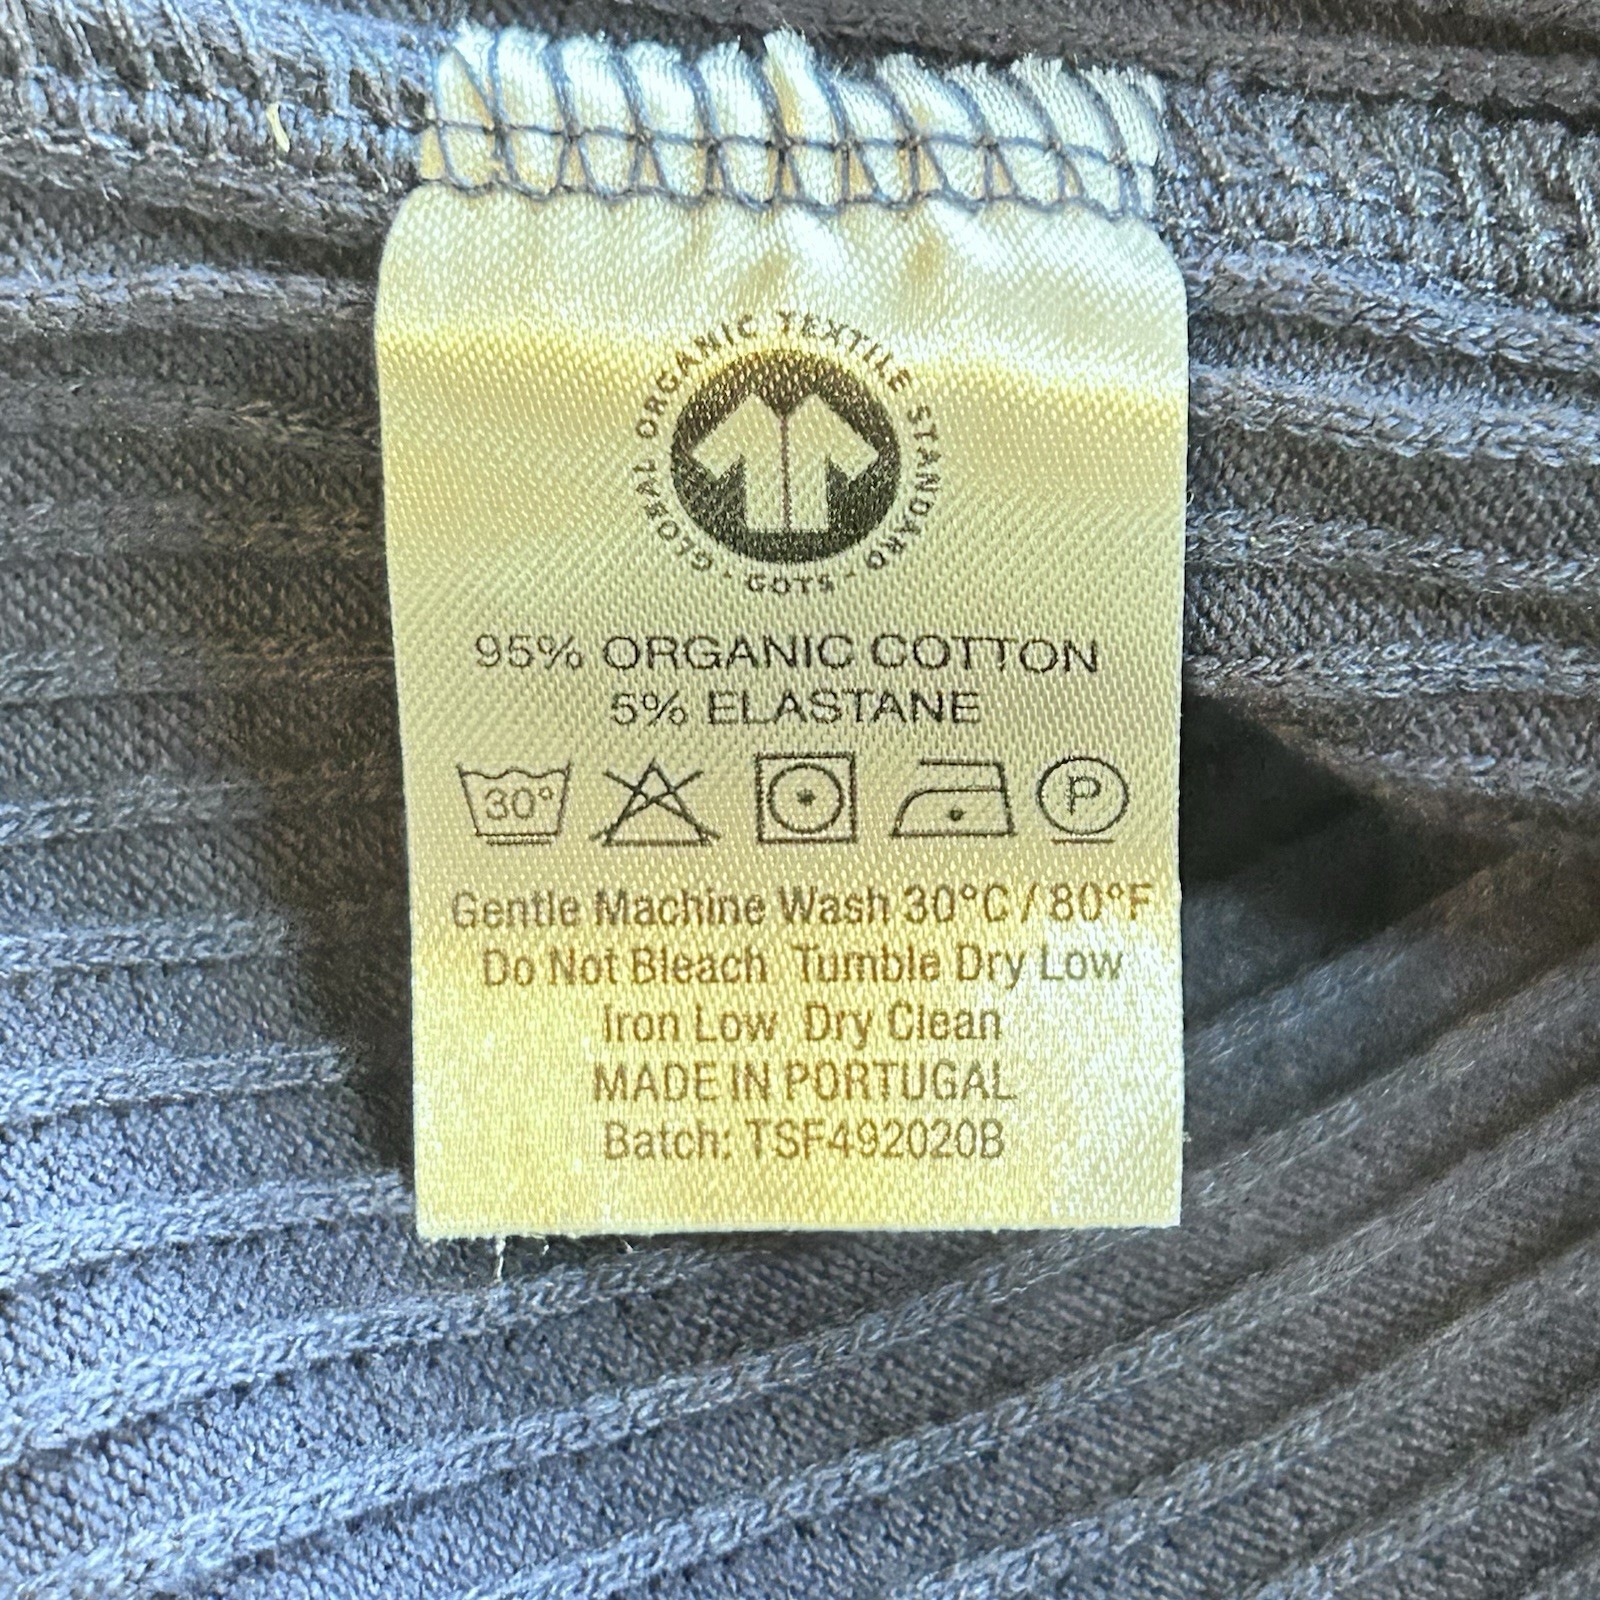 GLOBAL ORGANIC TEXTILE STANDARD · GOTS ·
95% ORGANIC COTTON
5% ELASTANE
30° P
Gentle Machine Wash 30°C / 80°F
Do Not Bleach Tumble Dry Low
Iron Low Dry Clean
MADE IN PORTUGAL
Batch: TSF492020B